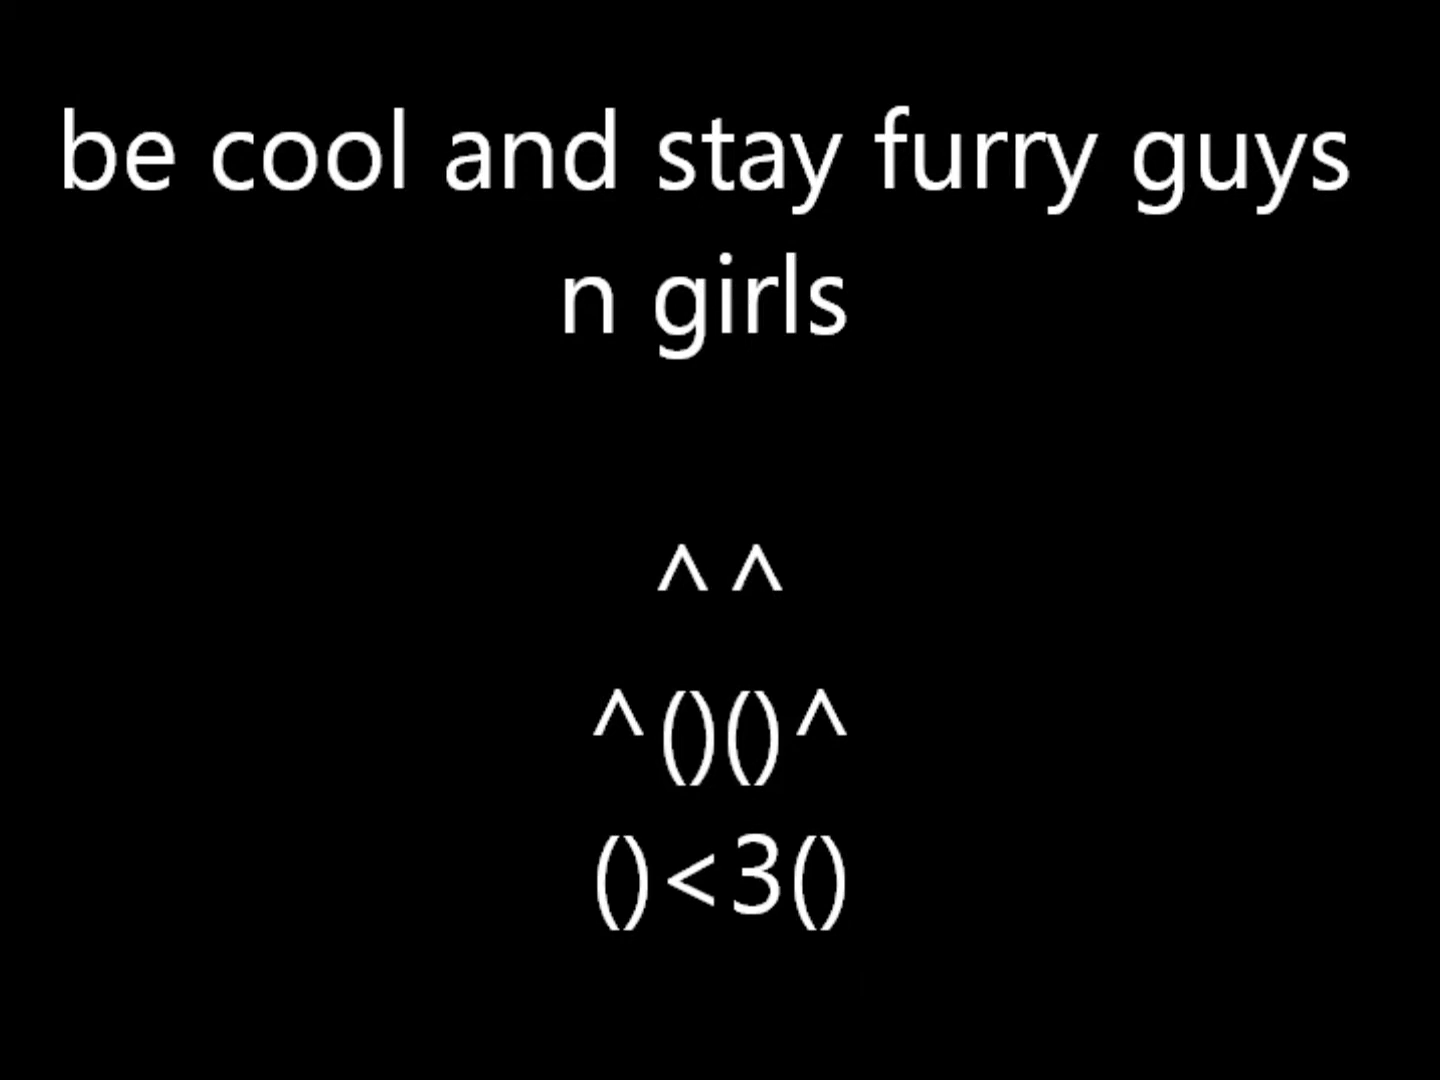 be cool and stay furry guys
n girls
^ ^
^()()^
()<3()